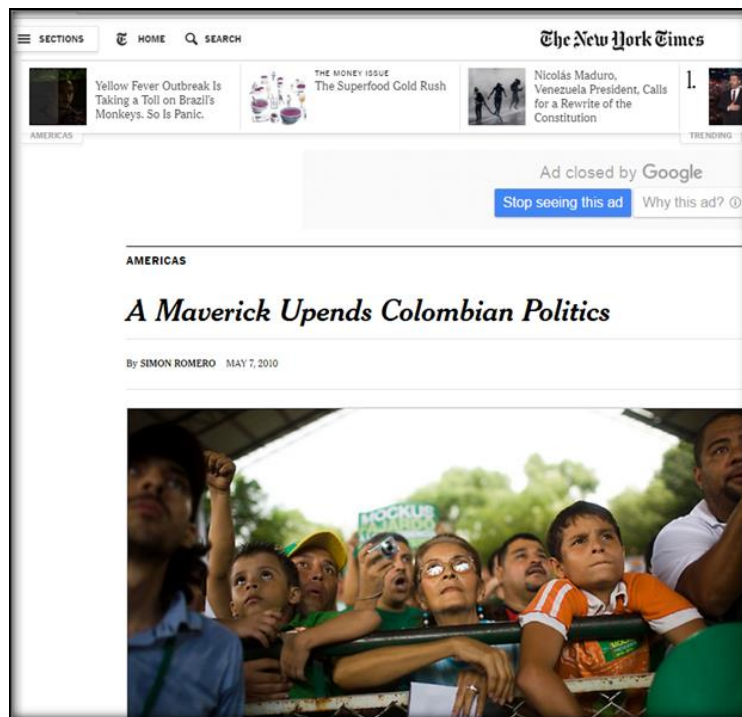 SECTIONS HOME SEARCH The New York Times
Yellow Fever Outbreak Is
Taking a Toll on Brazil's
Monkeys. So Is Panic.
THE MONEY ISSUE
The Superfood Gold Rush
Nicolás Maduro,
Venezuela President, Calls
for a Rewrite of the
Constitution
1.
AMERICAS
TRENDING
Ad closed by Google
Stop seeing this ad Why this ad?
AMERICAS
A Maverick Upends Colombian Politics
By SIMON ROMERO MAY 7, 2010
MOCKUS
FAJARDO
MOCKUS